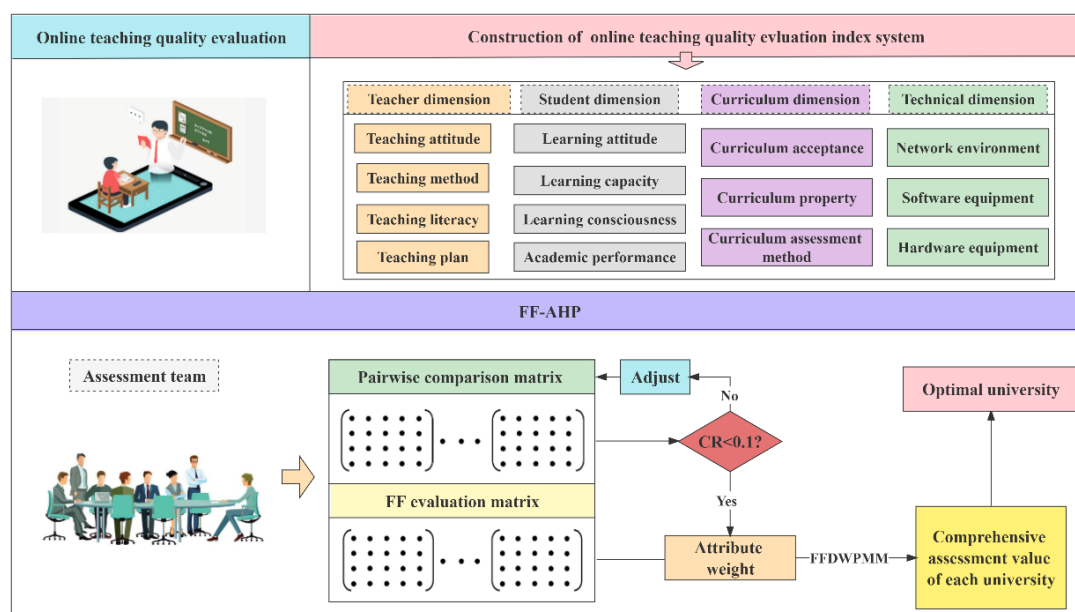 Online teaching quality evaluation
Construction of online teaching quality evluation index system
Teacher dimension
Student dimension
Curriculum dimension
Technical dimension
Teaching attitude
Teaching method
Teaching literacy
Teaching plan
Learning attitude
Learning capacity
Learning consciousness
Academic performance
Curriculum acceptance
Curriculum property
Curriculum assessment
method
Network environment
Software equipment
Hardware equipment
FF-AHP
Assessment team
Pairwise comparison matrix
FF evaluation matrix
Adjust
No
CR<0.1?
Yes
Attribute
weight
FFDWPMM
Optimal university
Comprehensive
assessment value
of each university